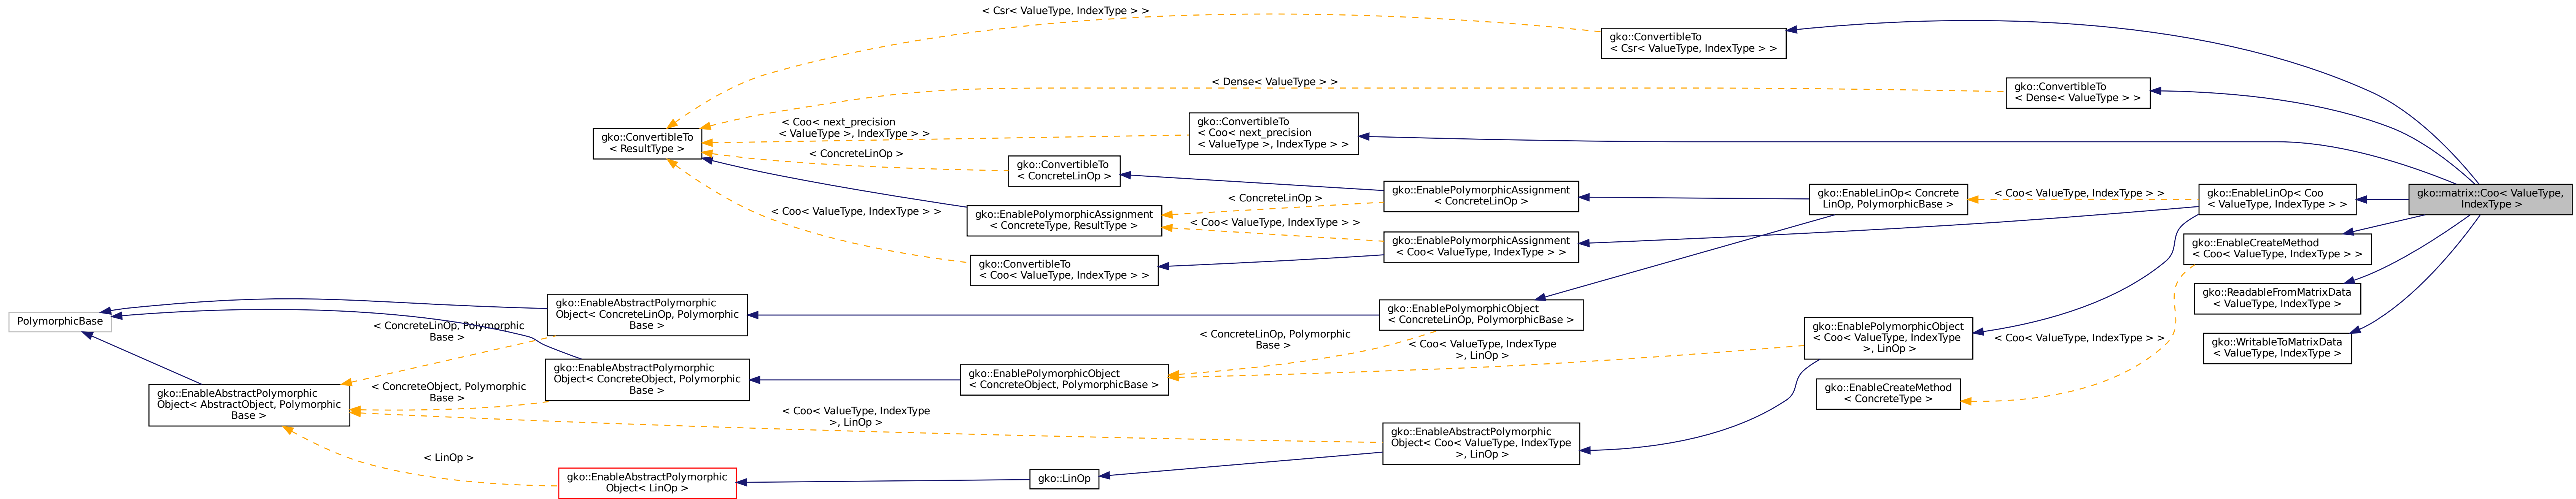 < Csr< ValueType, IndexType > >
gko::ConvertibleTo
< Csr< ValueType, IndexType > >
< Dense< ValueType > >
gko::ConvertibleTo
< Dense< ValueType > >
gko::ConvertibleTo
< ResultType >
< Coo< next_precision
< ValueType >, IndexType > >
gko::ConvertibleTo
< Coo< next_precision
< ValueType >, IndexType > >
< ConcreteLinOp >
gko::ConvertibleTo
< ConcreteLinOp >
gko::EnablePolymorphicAssignment
< ConcreteLinOp >
gko::EnableLinOp< Concrete
LinOp, PolymorphicBase >
< Coo< ValueType, IndexType > >
gko::EnableLinOp< Coo
< ValueType, IndexType > >
gko::matrix::Coo< ValueType,
IndexType >
< Coo< ValueType, IndexType > >
gko::EnablePolymorphicAssignment
< ConcreteType, ResultType >
< ConcreteLinOp >
< Coo< ValueType, IndexType > >
gko::EnablePolymorphicAssignment
< Coo< ValueType, IndexType > >
gko::EnableCreateMethod
< Coo< ValueType, IndexType > >
gko::ConvertibleTo
< Coo< ValueType, IndexType > >
gko::ReadableFromMatrixData
< ValueType, IndexType >
PolymorphicBase
gko::EnableAbstractPolymorphic
Object< ConcreteLinOp, Polymorphic
Base >
gko::EnablePolymorphicObject
< ConcreteLinOp, PolymorphicBase >
gko::EnablePolymorphicObject
< Coo< ValueType, IndexType
>, LinOp >
< Coo< ValueType, IndexType > >
gko::WritableToMatrixData
< ValueType, IndexType >
< ConcreteLinOp, Polymorphic
Base >
< ConcreteLinOp, Polymorphic
Base >
< Coo< ValueType, IndexType
>, LinOp >
gko::EnableAbstractPolymorphic
Object< ConcreteObject, Polymorphic
Base >
gko::EnablePolymorphicObject
< ConcreteObject, PolymorphicBase >
gko::EnableCreateMethod
< ConcreteType >
gko::EnableAbstractPolymorphic
Object< AbstractObject, Polymorphic
Base >
< ConcreteObject, Polymorphic
Base >
< Coo< ValueType, IndexType
>, LinOp >
gko::EnableAbstractPolymorphic
Object< Coo< ValueType, IndexType
>, LinOp >
< LinOp >
gko::EnableAbstractPolymorphic
Object< LinOp >
gko::LinOp